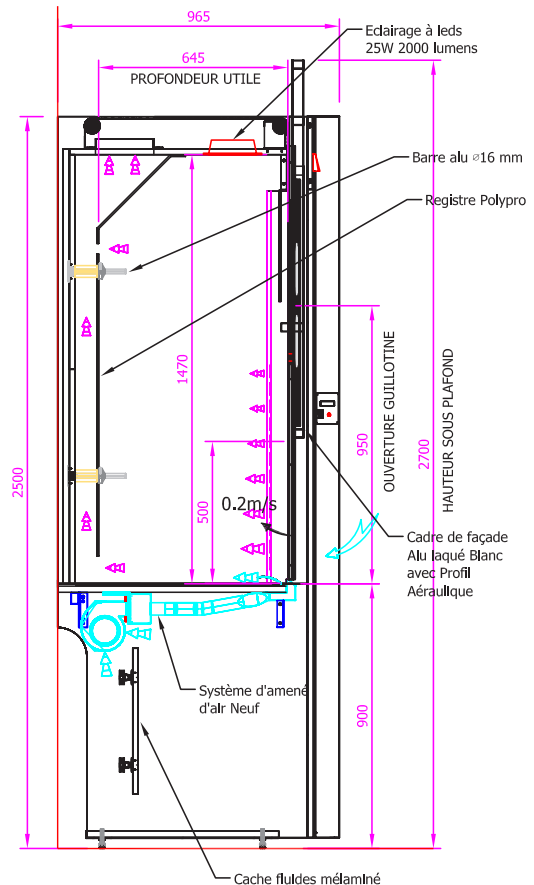 965
Eclairage à leds
25W 2000 lumens
645
PROFONDEUR UTILE
Barre alu ⌀16 mm
Registre Polypro
1470
OUVERTURE GUILLOTINE
950
HAUTEUR SOUS PLAFOND
2700
2500
500
0.2m/s
Cadre de façade
Alu laqué Blanc
avec Profil
Aéraulique
Système d'amené
d'air Neuf
900
Cache fluides mélaminé